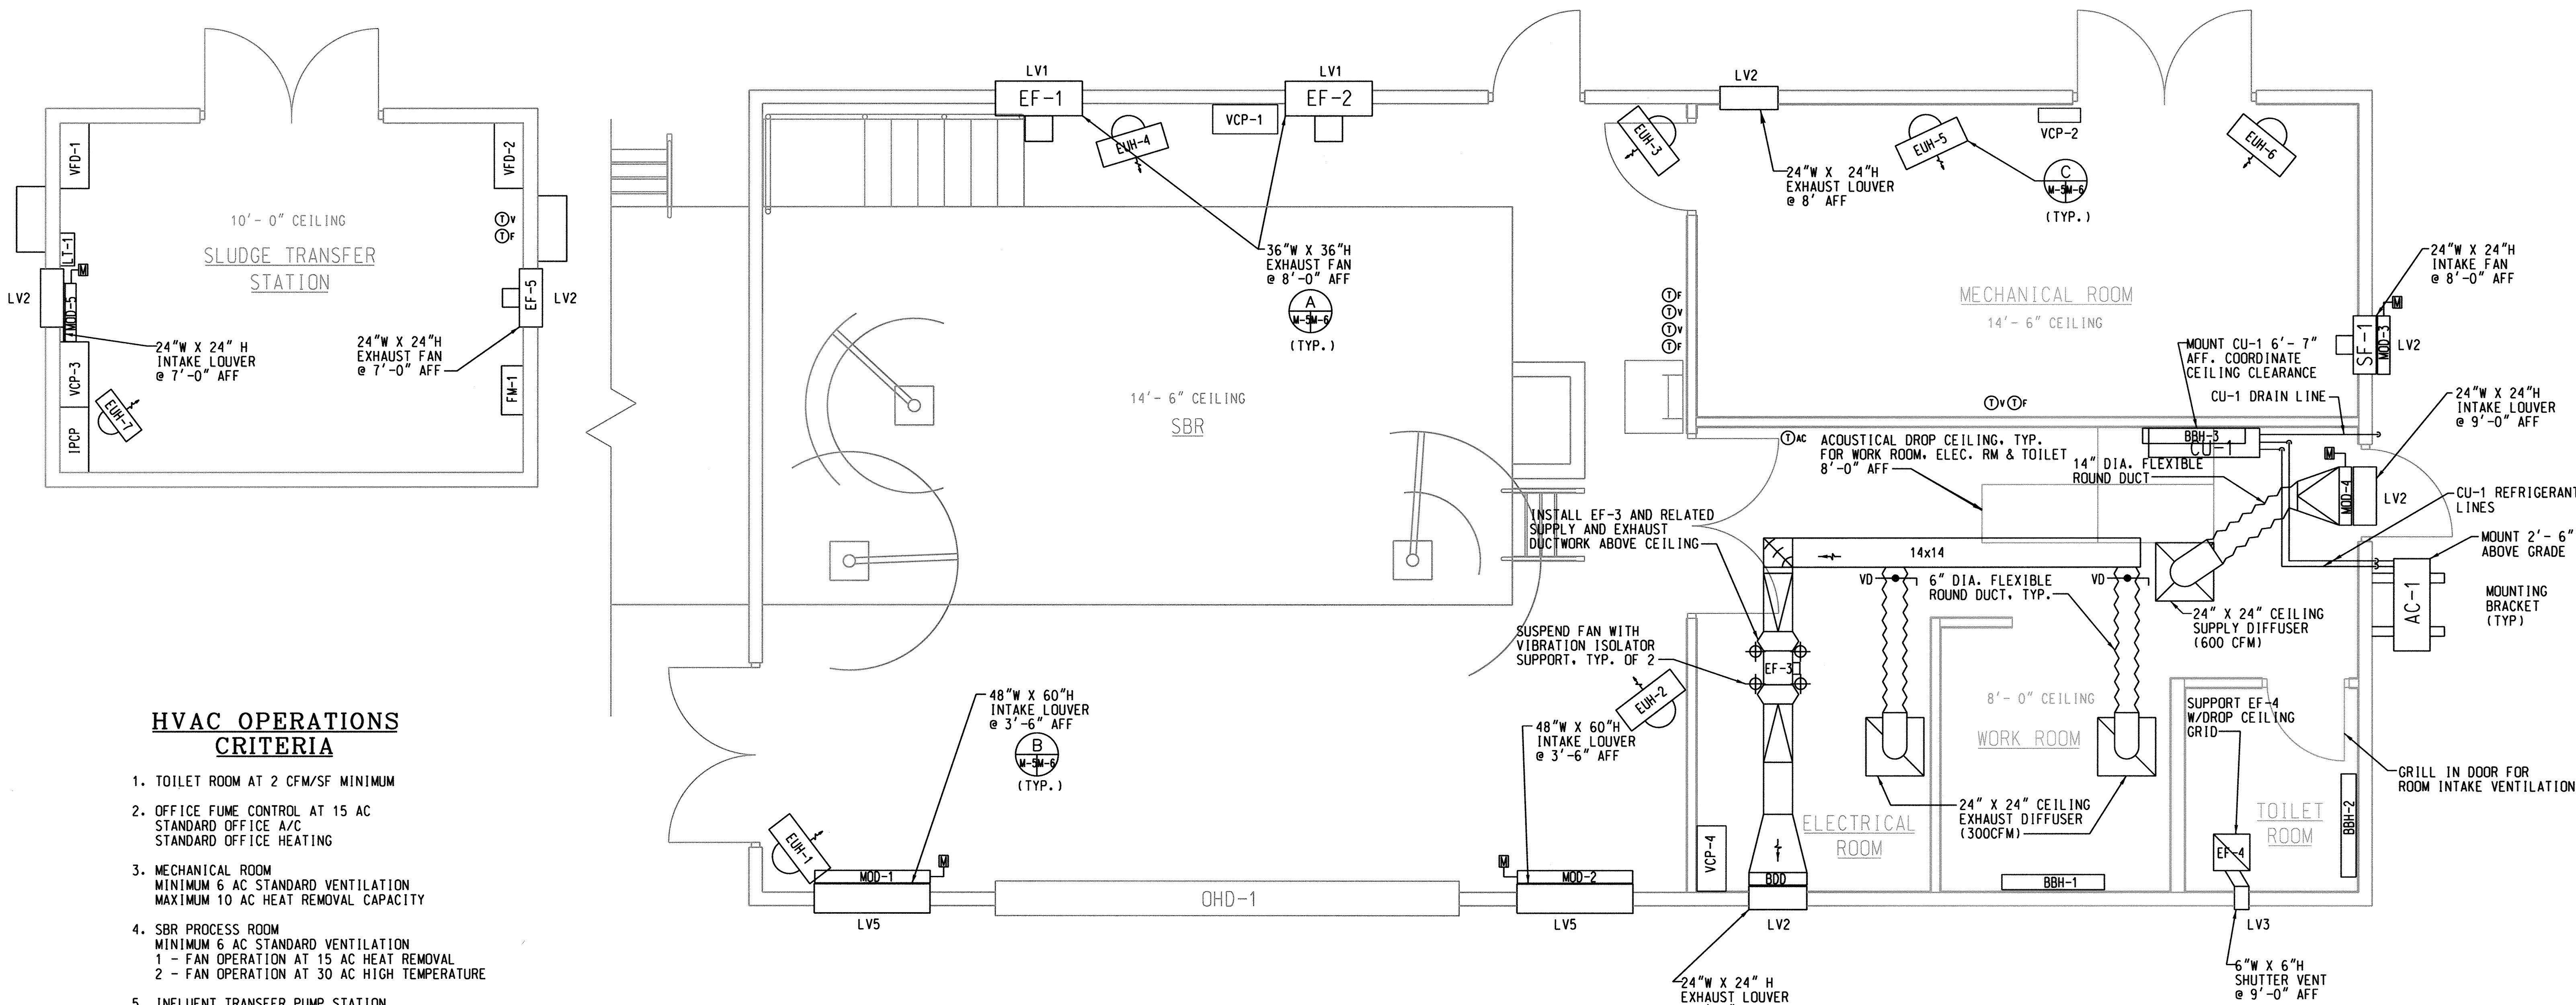 VFD-1
VFD-2
10'- 0" CEILING
SLUDGE TRANSFER
STATION
T V
T F
LT-1
M
LV2
MOD-5
EF-5
LV2
24"W X 24" H
INTAKE LOUVER
@ 7'-0" AFF
24"W X 24"H
EXHAUST FAN
@ 7'-0" AFF
VCP-3
EUH-7
IPCP
FM-1
LV1
EF-1
LV1
EF-2
EUH-4
VCP-1
36"W X 36"H
EXHAUST FAN
@ 8'-0" AFF
A
M-5 M-6
(TYP.)
14'- 6" CEILING
SBR
LV2
EUH-3
24"W X 24"H
EXHAUST LOUVER
@ 8' AFF
EUH-5
VCP-2
C
M-5 M-6
(TYP.)
EUH-6
T F
T V
T V
T F
MECHANICAL ROOM
14'- 6" CEILING
24"W X 24"H
INTAKE FAN
@ 8'-0" AFF
M
SF-1
MOD-3
LV2
MOUNT CU-1 6'- 7"
AFF. COORDINATE
CEILING CLEARANCE
CU-1 DRAIN LINE
T V T F
T AC
ACOUSTICAL DROP CEILING, TYP.
FOR WORK ROOM, ELEC. RM & TOILET
8'-0" AFF
BBH-3
CU-1
14" DIA. FLEXIBLE
ROUND DUCT
24"W X 24"H
INTAKE LOUVER
@ 9'-0" AFF
M
MOD-4
LV2
CU-1 REFRIGERANT
LINES
MOUNT 2'- 6"
ABOVE GRADE
AC-1
MOUNTING
BRACKET
(TYP)
INSTALL EF-3 AND RELATED
SUPPLY AND EXHAUST
DUCTWORK ABOVE CEILING
14x14
VD
6" DIA. FLEXIBLE
ROUND DUCT, TYP.
VD
24" X 24" CEILING
SUPPLY DIFFUSER
(600 CFM)
SUSPEND FAN WITH
VIBRATION ISOLATOR
SUPPORT, TYP. OF 2
EF-3
EUH-2
8'- 0" CEILING
WORK ROOM
SUPPORT EF-4
W/DROP CEILING
GRID
GRILL IN DOOR FOR
ROOM INTAKE VENTILATION
24" X 24" CEILING
EXHAUST DIFFUSER
(300CFM)
ELECTRICAL
ROOM
TOILET
ROOM
BBH-2
EF-4
VCP-4
BDD
BBH-1
LV2
LV3
24"W X 24" H
EXHAUST LOUVER
6"W X 6"H
SHUTTER VENT
@ 9'-0" AFF
48"W X 60"H
INTAKE LOUVER
@ 3'-6" AFF
B
M-5 M-6
(TYP.)
48"W X 60"H
INTAKE LOUVER
@ 3'-6" AFF
EUH-1
MOD-1
M
LV5
OHD-1
M
MOD-2
LV5
HVAC OPERATIONS
CRITERIA
1. TOILET ROOM AT 2 CFM/SF MINIMUM
2. OFFICE FUME CONTROL AT 15 AC
STANDARD OFFICE A/C
STANDARD OFFICE HEATING
3. MECHANICAL ROOM
MINIMUM 6 AC STANDARD VENTILATION
MAXIMUM 10 AC HEAT REMOVAL CAPACITY
4. SBR PROCESS ROOM
MINIMUM 6 AC STANDARD VENTILATION
1 - FAN OPERATION AT 15 AC HEAT REMOVAL
2 - FAN OPERATION AT 30 AC HIGH TEMPERATURE
5. INFLUENT TRANSFER PUMP STATION